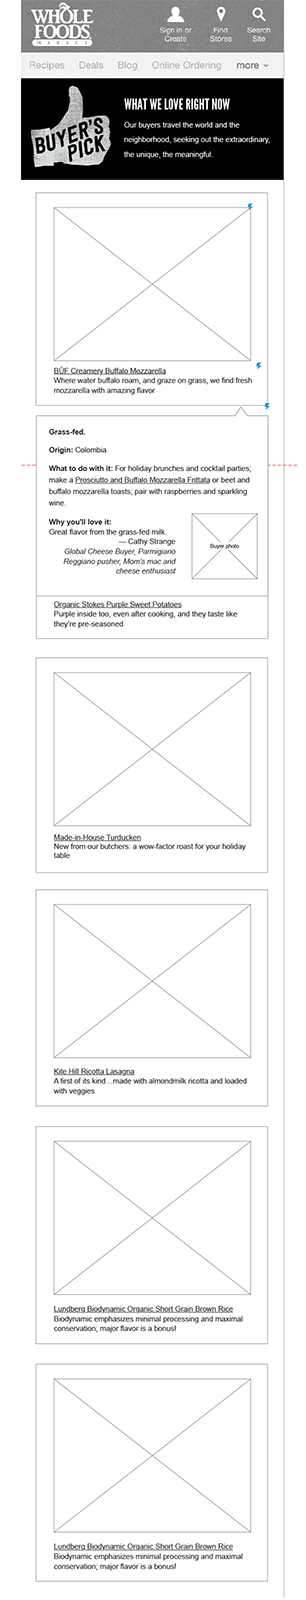 WHOLE
FOODS
MARKET
Sign in or
Create
Find
Stores
Search
Site
Recipes Deals Blog Online Ordering more
BUYER'S
PICK
WHAT WE LOVE RIGHT NOW
Our buyers travel the world and the
neighborhood, seeking out the extraordinary,
the unique, the meaningful.
BŪF Creamery Buffalo Mozzarella
Where water buffalo roam, and graze on grass, we find fresh
mozzarella with amazing flavor
Grass-fed.
Origin: Colombia
What to do with it: For holiday brunches and cocktail parties;
make a Prosciutto and Buffalo Mozzarella Frittata or beet and
buffalo mozzarella toasts; pair with raspberries and sparkling
wine.
Why you'll love it:
Great flavor from the grass-fed milk.
— Cathy Strange
Global Cheese Buyer, Parmigiano
Reggiano pusher, Mom's mac and
cheese enthusiast
Buyer photo
Organic Stokes Purple Sweet Potatoes
Purple inside too, even after cooking, and they taste like
they're pre-seasoned
Made-in-House Turducken
New from our butchers: a wow-factor roast for your holiday
table
Kite Hill Ricotta Lasagna
A first of its kind…made with almondmilk ricotta and loaded
with veggies
Lundberg Biodynamic Organic Short Grain Brown Rice
Biodynamic emphasizes minimal processing and maximal
conservation; major flavor is a bonus!
Lundberg Biodynamic Organic Short Grain Brown Rice
Biodynamic emphasizes minimal processing and maximal
conservation; major flavor is a bonus!